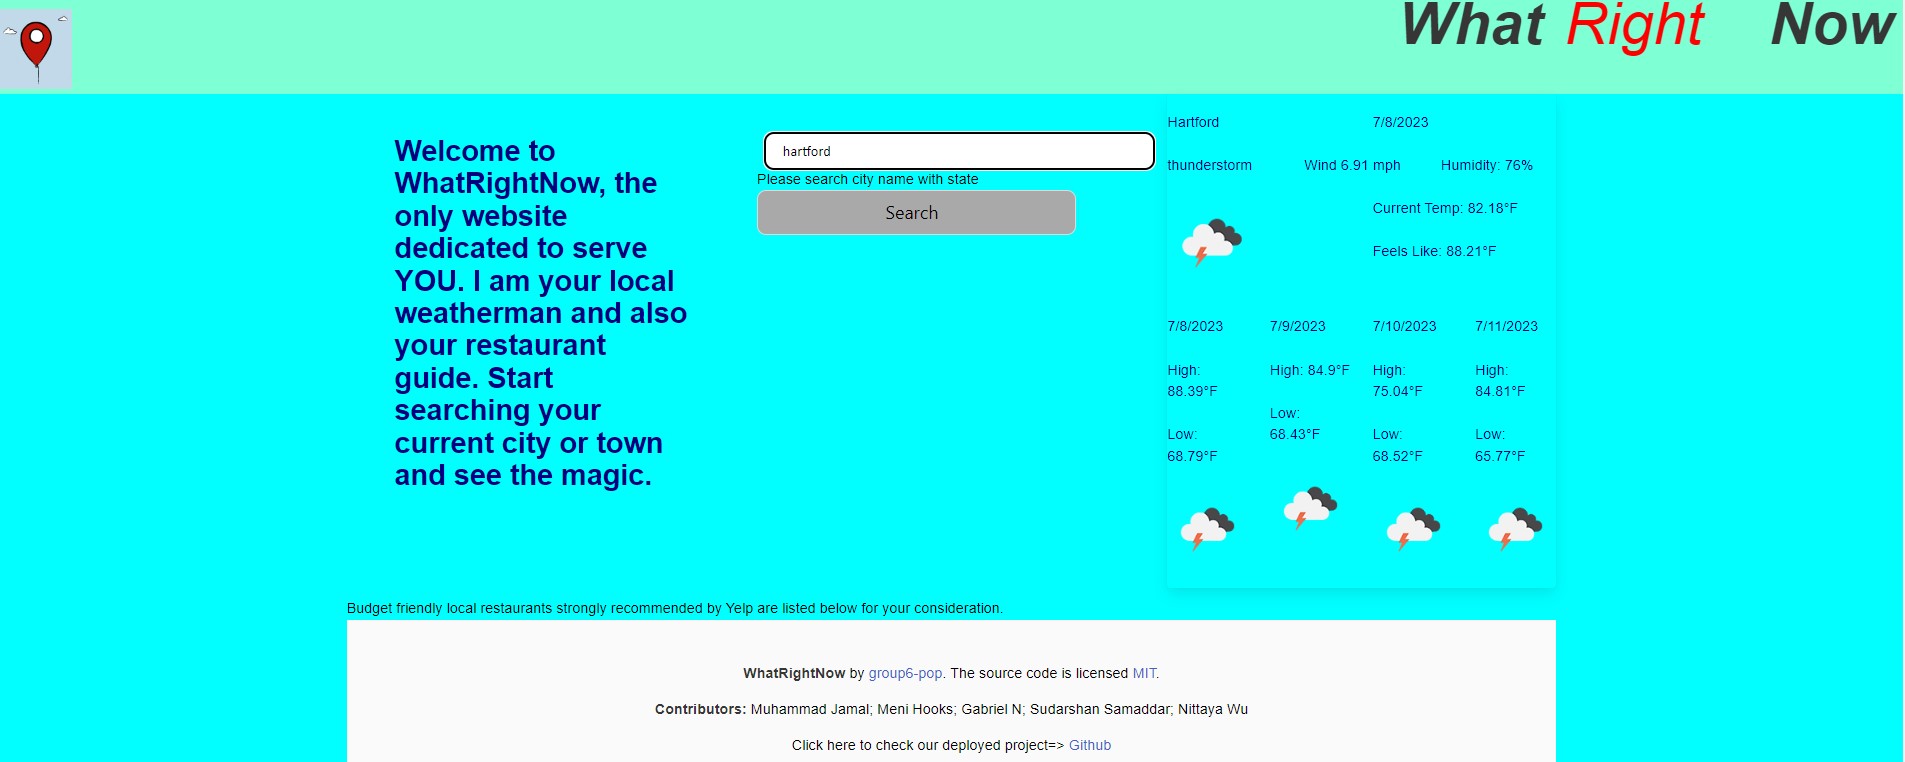 What Right Now
Welcome to
WhatRightNow, the
only website
dedicated to serve
YOU. I am your local
weatherman and also
your restaurant
guide. Start
searching your
current city or town
and see the magic.
hartford
Please search city name with state
Search
Hartford 7/8/2023
thunderstorm Wind 6.91 mph Humidity: 76%
Current Temp: 82.18°F
Feels Like: 88.21°F
7/8/2023
High:
88.39°F
Low:
68.79°F
7/9/2023
High: 84.9°F
Low:
68.43°F
7/10/2023
High:
75.04°F
Low:
68.52°F
7/11/2023
High:
84.81°F
Low:
65.77°F
Budget friendly local restaurants strongly recommended by Yelp are listed below for your consideration.
WhatRightNow by group6-pop. The source code is licensed MIT.
Contributors: Muhammad Jamal; Meni Hooks; Gabriel N; Sudarshan Samaddar; Nittaya Wu
Click here to check our deployed project=> Github